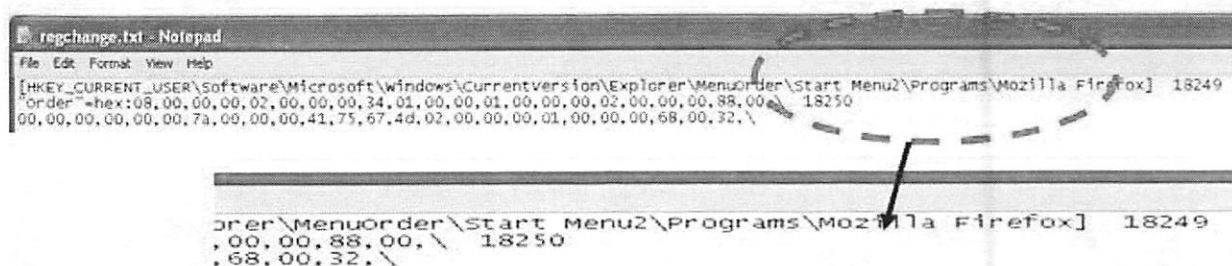 regchange.txt - Notepad
File Edit Format View Help
[HKEY_CURRENT_USER\Software\Microsoft\Windows\CurrentVersion\Explorer\MenuOrder\Start Menu2\Programs\Mozilla Firefox] 18249
"Order"=hex:08,00,00,00,02,00,00,00,34,01,00,00,01,00,00,00,02,00,00,00,88,00, 18250
00,00,00,00,00,00,7a,00,00,00,41,75,67,4d,02,00,00,00,01,00,00,00,68,00,32,\
orer\MenuOrder\Start Menu2\Programs\Mozilla Firefox] 18249
,00,00,88,00,\ 18250
,68,00,32,\